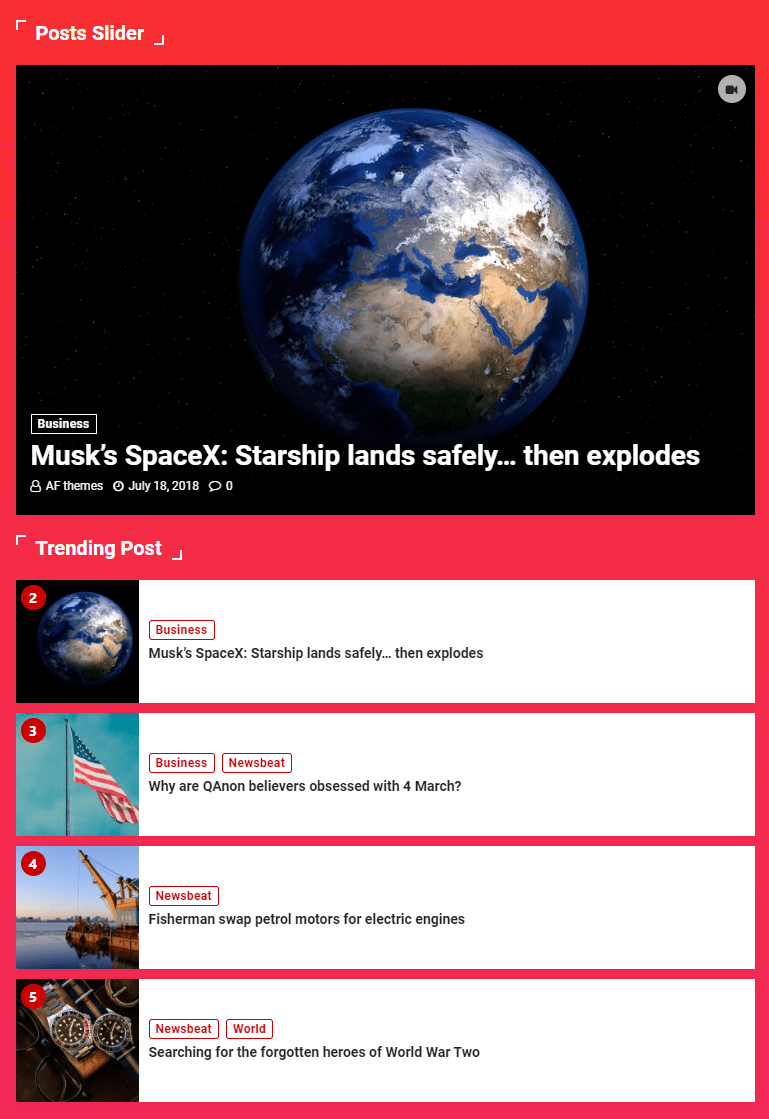 Posts Slider
Business
Musk’s SpaceX: Starship lands safely… then explodes
AF themes July 18, 2018 0
Trending Post
2
Business
Musk’s SpaceX: Starship lands safely… then explodes
3
Business Newsbeat
Why are QAnon believers obsessed with 4 March?
4
Newsbeat
Fisherman swap petrol motors for electric engines
5
Newsbeat World
Searching for the forgotten heroes of World War Two